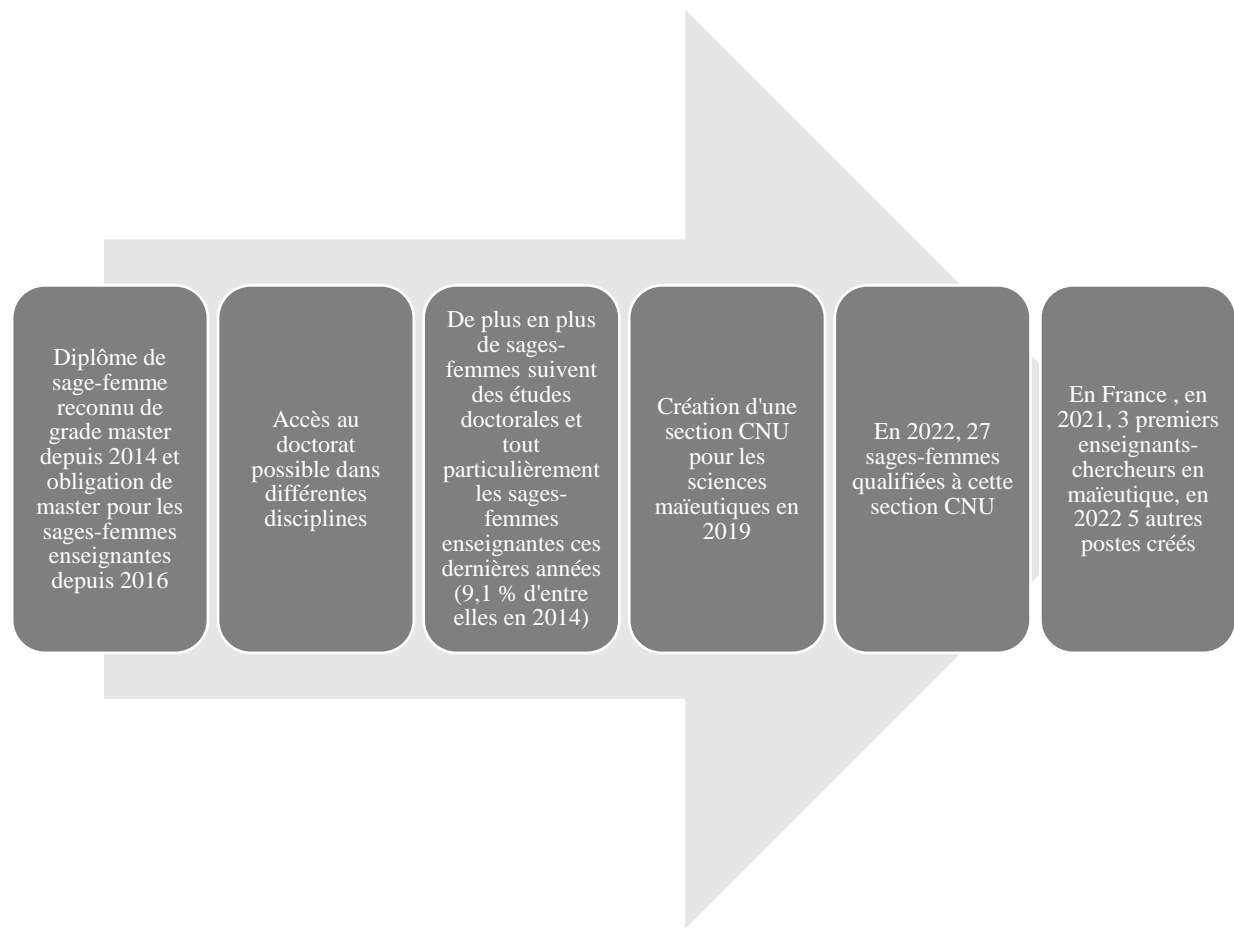 Diplôme de
sage-femme
reconnu de
grade master
depuis 2014 et
obligation de
master pour les
sages-femmes
enseignantes
depuis 2016
Accès au
doctorat
possible dans
différentes
disciplines
De plus en plus
de sages-
femmes suivent
des études
doctorales et
tout
particulièrement
les sages-
femmes
enseignantes ces
dernières années
(9,1 % d'entre
elles en 2014)
Création d'une
section CNU
pour les
sciences
maïeutiques en
2019
En 2022, 27
sages-femmes
qualifiées à cette
section CNU
En France , en
2021, 3 premiers
enseignants-
chercheurs en
maïeutique, en
2022 5 autres
postes créés